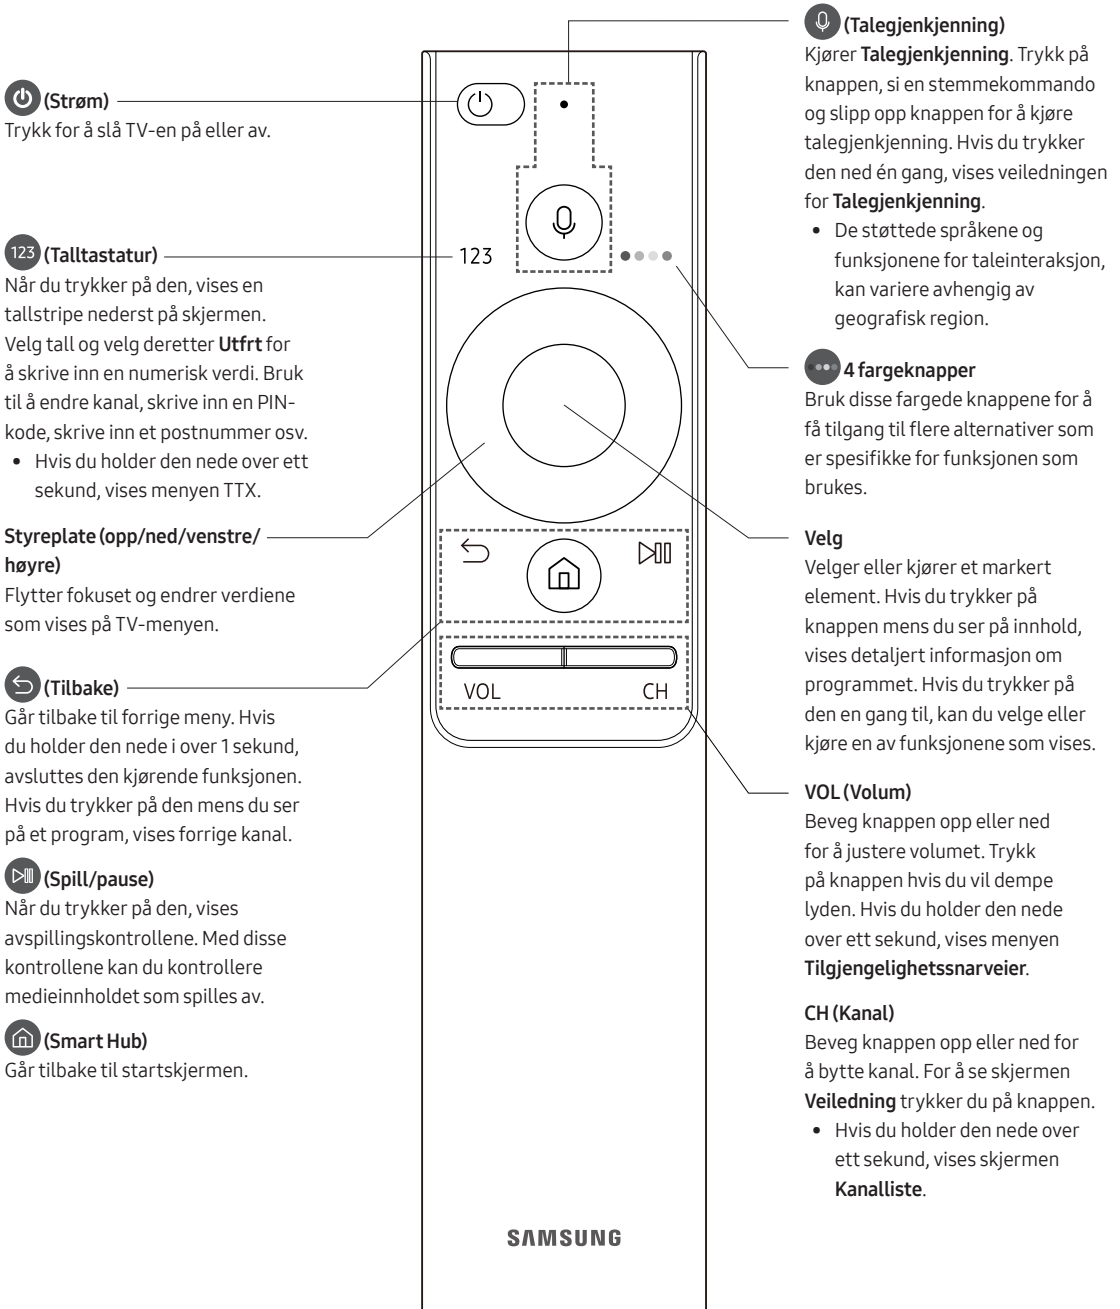 (Strøm)
Trykk for å slå TV-en på eller av.
123 (Talltastatur)
Når du trykker på den, vises en
tallstripe nederst på skjermen.
Velg tall og velg deretter Utfrt for
å skrive inn en numerisk verdi. Bruk
til å endre kanal, skrive inn en PIN-
kode, skrive inn et postnummer osv.
• Hvis du holder den nede over ett
sekund, vises menyen TTX.
Styreplate (opp/ned/venstre/
høyre)
Flytter fokuset og endrer verdiene
som vises på TV-menyen.
(Tilbake)
Går tilbake til forrige meny. Hvis
du holder den nede i over 1 sekund,
avsluttes den kjørende funksjonen.
Hvis du trykker på den mens du ser
på et program, vises forrige kanal.
(Spill/pause)
Når du trykker på den, vises
avspillingskontrollene. Med disse
kontrollene kan du kontrollere
medieinnholdet som spilles av.
(Smart Hub)
Går tilbake til startskjermen.
123
VOL
CH
SAMSUNG
(Talegjenkjenning)
Kjører Talegjenkjenning. Trykk på
knappen, si en stemmekommando
og slipp opp knappen for å kjøre
talegjenkjenning. Hvis du trykker
den ned én gang, vises veiledningen
for Talegjenkjenning.
• De støttede språkene og
funksjonene for taleinteraksjon,
kan variere avhengig av
geografisk region.
4 fargeknapper
Bruk disse fargede knappene for å
få tilgang til flere alternativer som
er spesifikke for funksjonen som
brukes.
Velg
Velger eller kjører et markert
element. Hvis du trykker på
knappen mens du ser på innhold,
vises detaljert informasjon om
programmet. Hvis du trykker på
den en gang til, kan du velge eller
kjøre en av funksjonene som vises.
VOL (Volum)
Beveg knappen opp eller ned
for å justere volumet. Trykk
på knappen hvis du vil dempe
lyden. Hvis du holder den nede
over ett sekund, vises menyen
Tilgjengelighetssnarveier.
CH (Kanal)
Beveg knappen opp eller ned for
å bytte kanal. For å se skjermen
Veiledning trykker du på knappen.
• Hvis du holder den nede over
ett sekund, vises skjermen
Kanalliste.